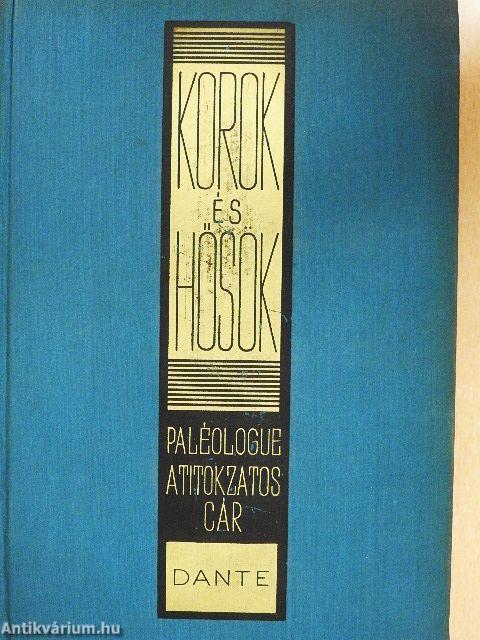 KOROK
ÉS
HŐSÖK
PALÉOLOGUE
A TITOKZATOS
CÁR
DANTE
Antikvárium.hu